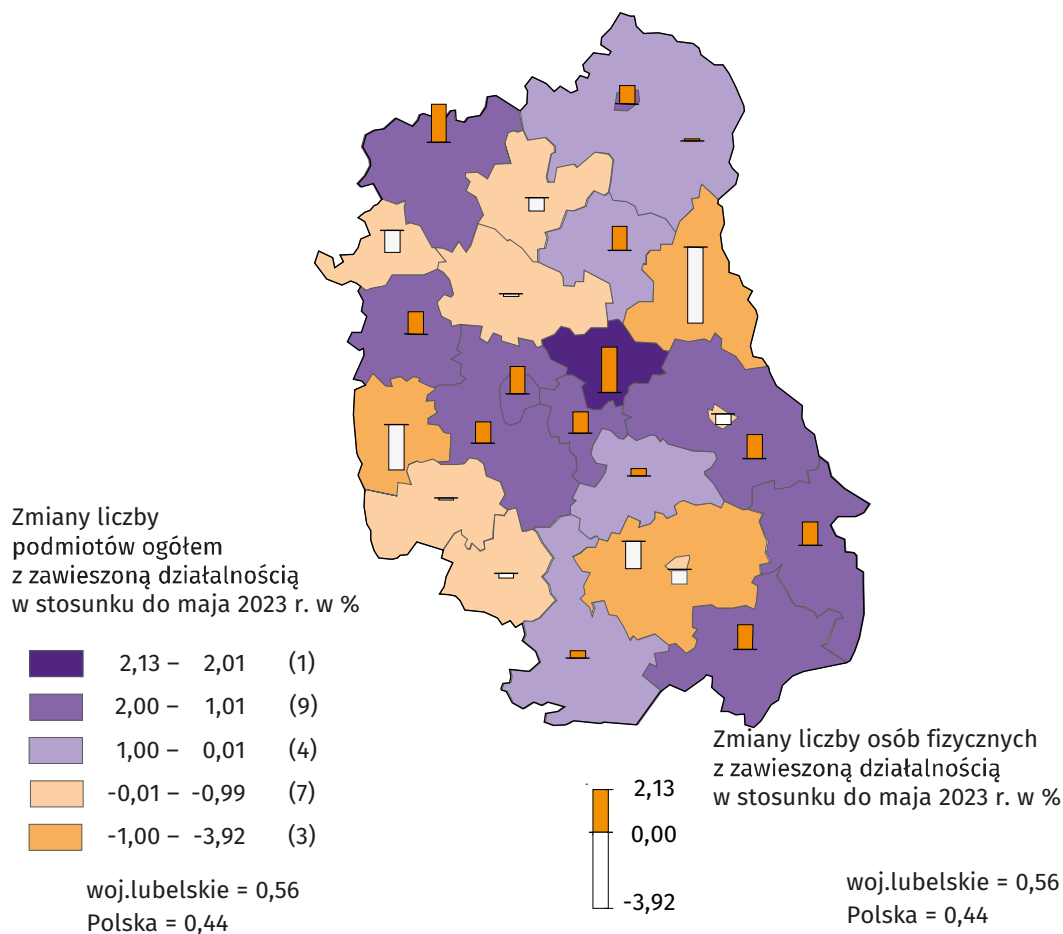 Zmiany liczby
podmiotów ogółem
z zawieszoną działalnością
w stosunku do maja 2023 r. w %
2,13 – 2,01 (1)
2,00 – 1,01 (9)
1,00 – 0,01 (4)
-0,01 – -0,99 (7)
-1,00 – -3,92 (3)
woj.lubelskie = 0,56
Polska = 0,44
Zmiany liczby osób fizycznych
z zawieszoną działalnością
w stosunku do maja 2023 r. w %
2,13
0,00
-3,92
woj.lubelskie = 0,56
Polska = 0,44